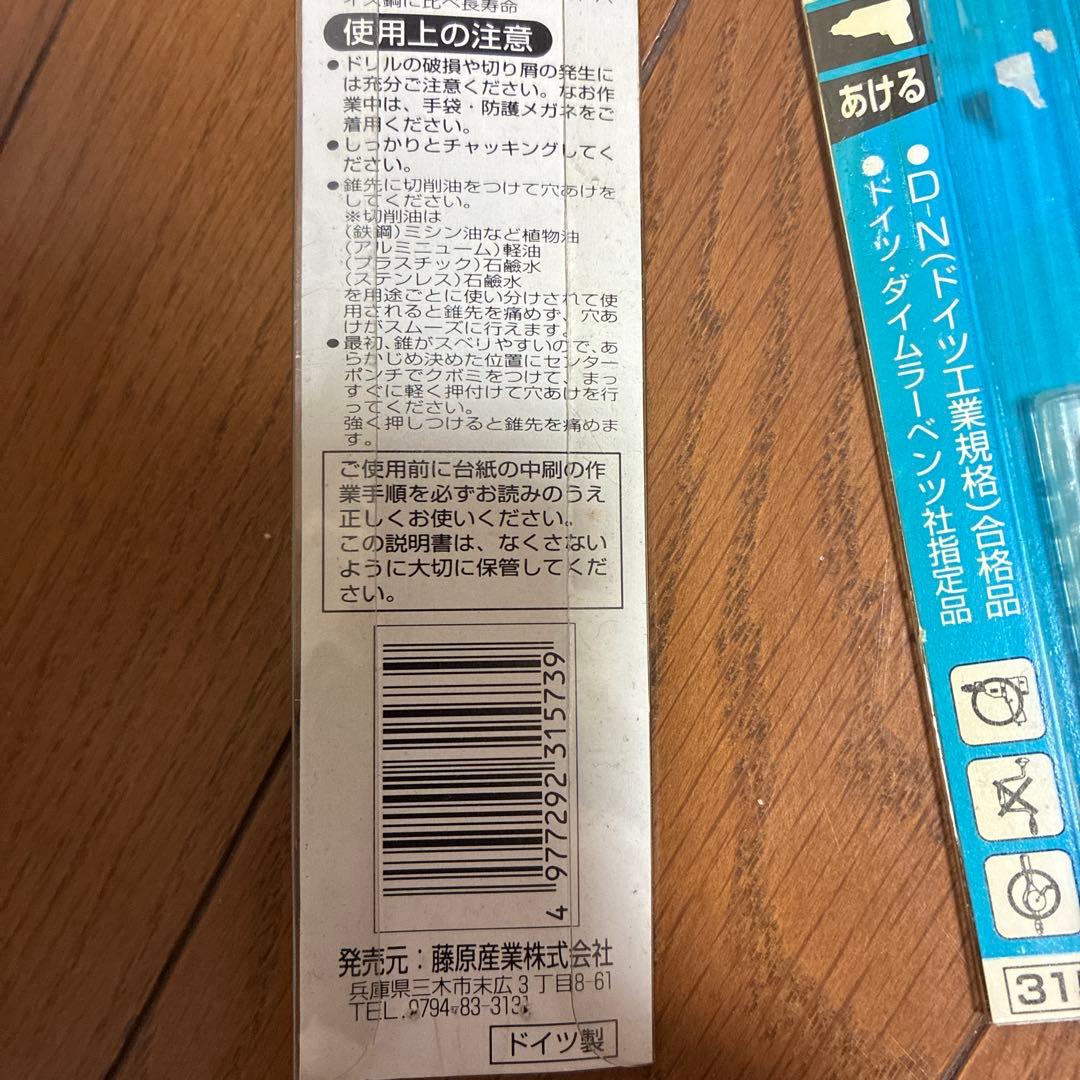 イス鋼に比べ長寿命
使用上の注意
●ドリルの破損や切り屑の発生に
は充分ご注意ください。なお作
業中は、手袋・防護メガネをご
着用ください。
●しっかりとチャッキングしてく
ださい。
●錐先に切削油をつけて穴あけを
してください。
※切削油は
(鉄鋼)ミシン油など植物油
(アルミニューム)軽油
(プラスチック)石鹼水
(ステンレス)石鹼水
を用途ごとに使い分けされて使
用されると錐先を痛めず、穴あ
けがスムーズに行えます。
●最初、錐がスベリやすいので、あ
らかじめ決めた位置にセンター
ポンチでクボミをつけて、まっ
すぐに軽く押付けて穴あけを行
ってください。
強く押しつけると錐先を痛めま
す。
ご使用前に台紙の中刷の作
業手順を必ずお読みのうえ
正しくお使いください。
この説明書は、なくさない
ように大切に保管してくだ
さい。
4 977292 315739
発売元：藤原産業株式会社
兵庫県三木市末広3丁目8-61
TEL.0794-83-313
ドイツ製
あける
●D-N(ドイツ工業規格)合格品
●ドイツ・ダイムラーベンツ社指定品
31